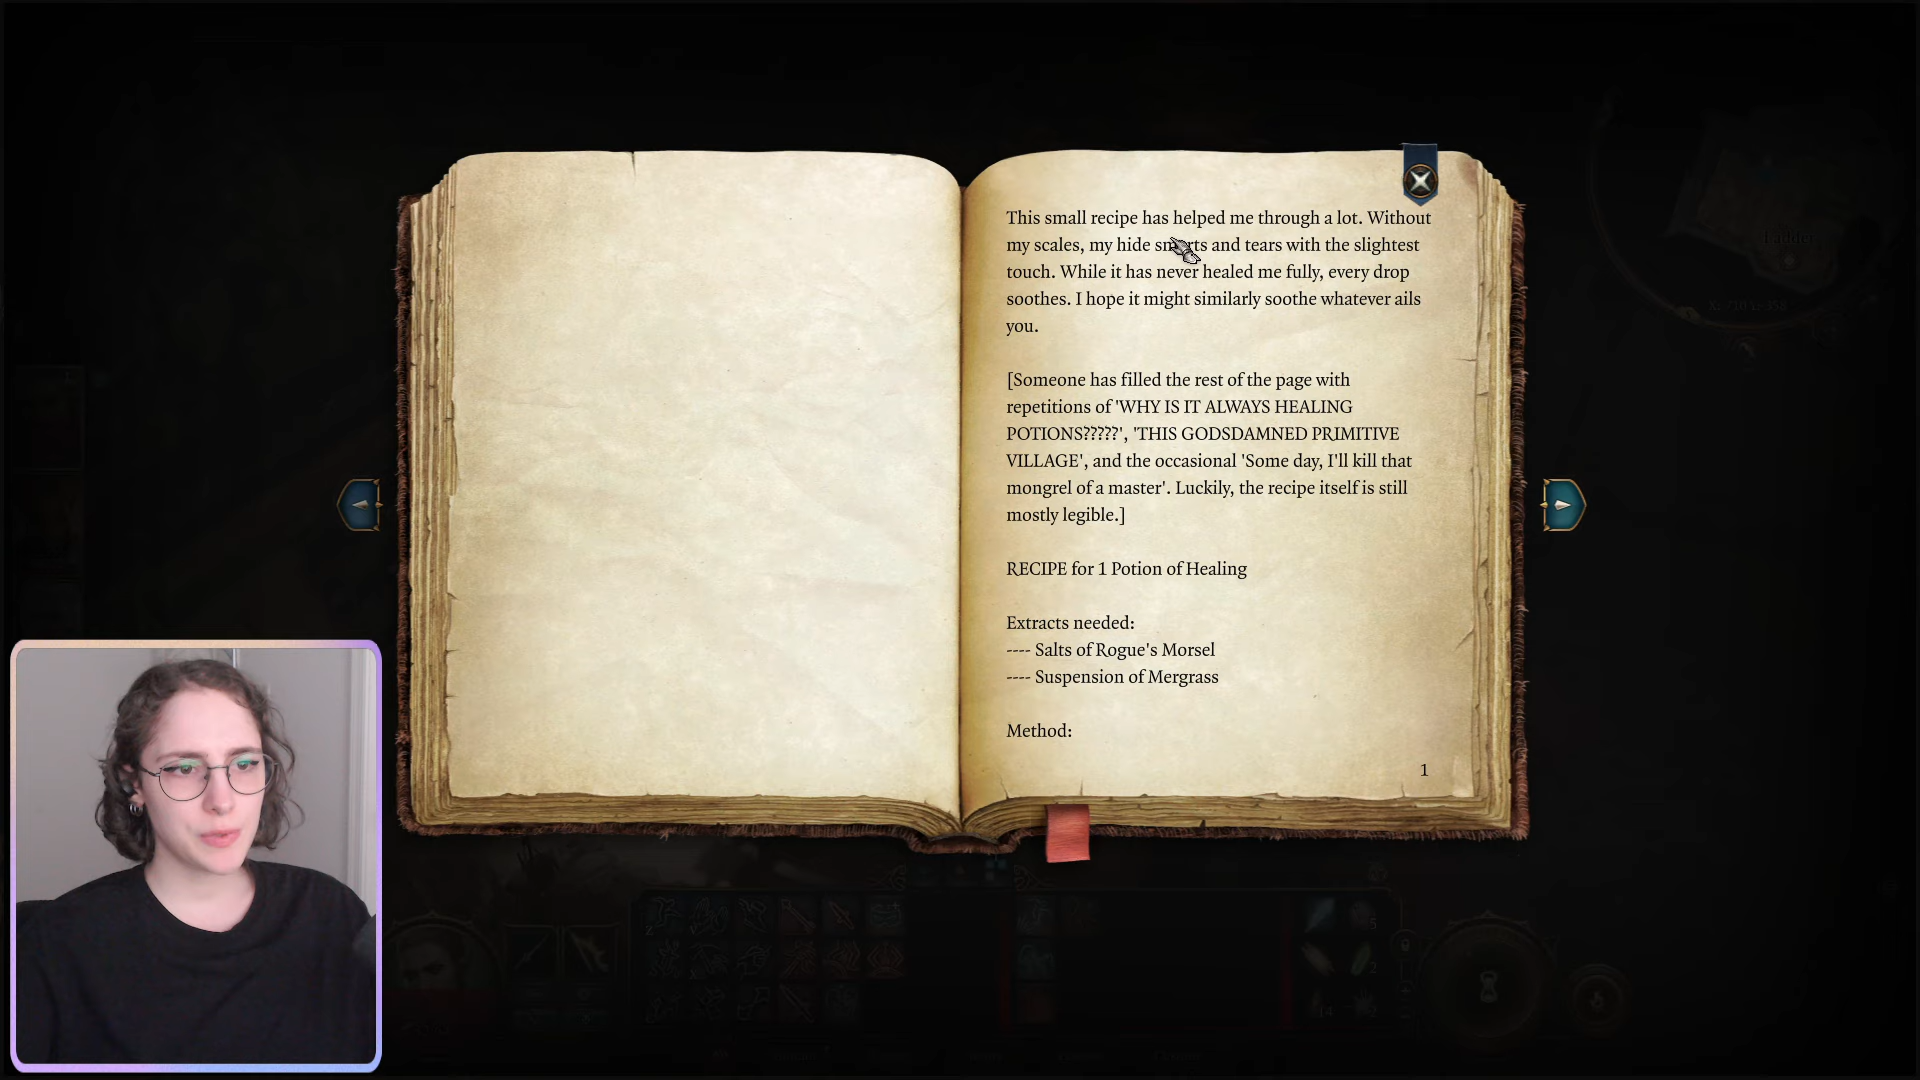 This small recipe has helped me through a lot. Without
my scales, my hide smarts and tears with the slightest
touch. While it has never healed me fully, every drop
soothes. I hope it might similarly soothe whatever ails
you.
[Someone has filled the rest of the page with
repetitions of 'WHY IS IT ALWAYS HEALING
POTIONS?????', 'THIS GODSDAMNED PRIMITIVE
VILLAGE', and the occasional 'Some day, I'll kill that
mongrel of a master'. Luckily, the recipe itself is still
mostly legible.]
RECIPE for 1 Potion of Healing
Extracts needed:
---- Salts of Rogue's Morsel
---- Suspension of Mergrass
Method:
1